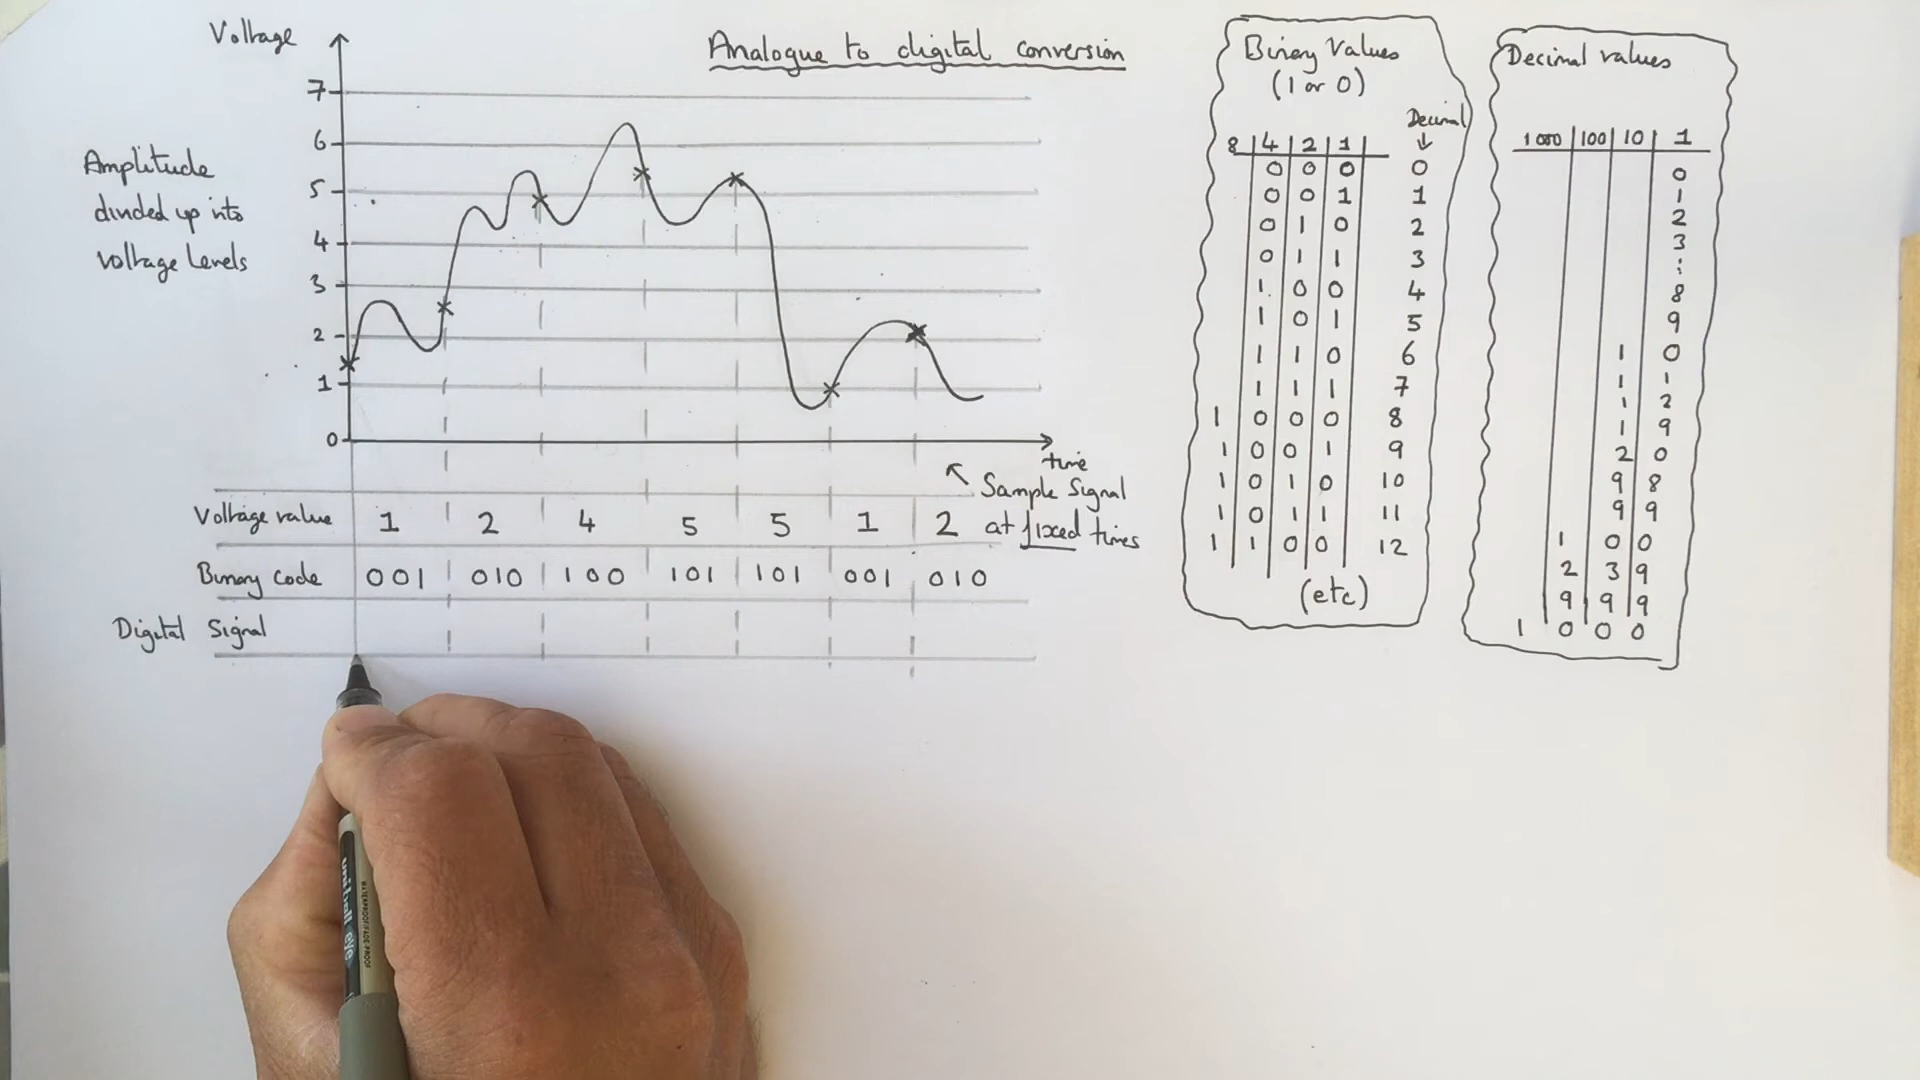 Voltage
Analogue to digital conversion
7
6
5
4
3
2
1
0
Amplitude
divided up into
voltage levels
time
Sample Signal
at fixed times
Voltage value 1 2 4 5 5 1 2
Binary code 001 010 100 101 101 001 010
Digital Signal
Binary Values
(1 or 0)
Decimal
8 4 2 1
0 0 0 0
0 0 1 1
0 1 0 2
0 1 1 3
1 0 0 4
1 0 1 5
1 1 0 6
1 1 1 7
1 0 0 0 8
1 0 0 1 9
1 0 1 0 10
1 0 1 1 11
1 1 0 0 12
(etc)
Decimal values
1000 100 10 1
0
1
2
3
:
8
9
1 0
1 1
1 2
1 9
2 0
9 8
9 9
1 0 0
2 3 9
9 9 9
1 0 0 0
uni-ball eye